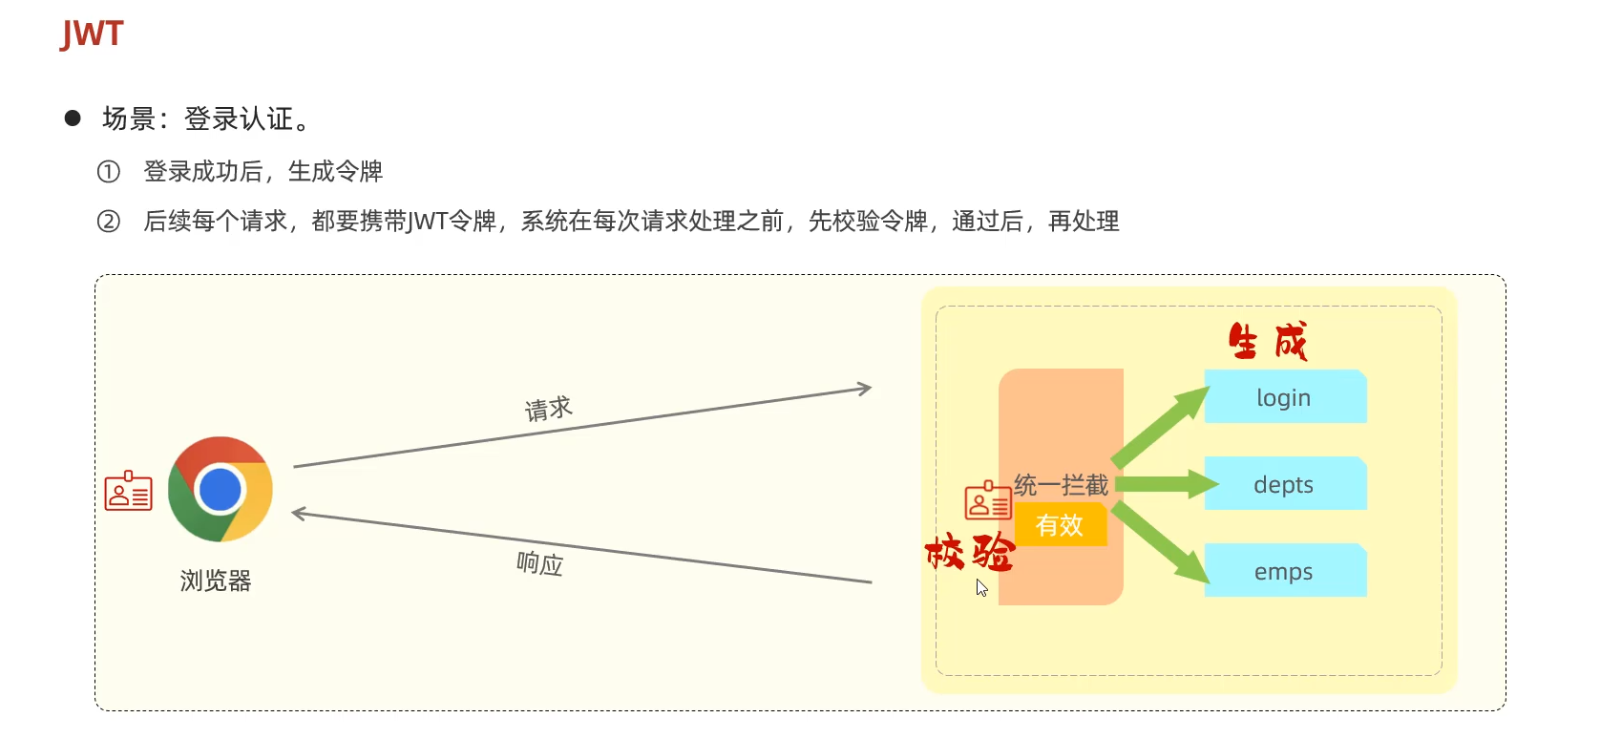 JWT
● 场景：登录认证。
① 登录成功后，生成令牌
② 后续每个请求，都要携带JWT令牌，系统在每次请求处理之前，先校验令牌，通过后，再处理
生成
login
请求
统一拦截
depts
有效
校验
响应
emps
浏览器